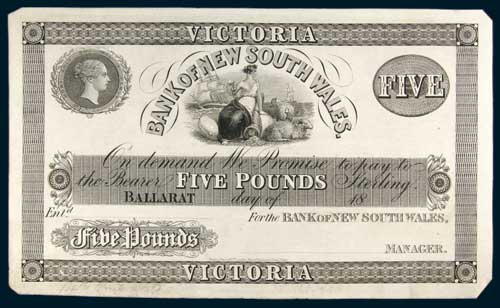 VICTORIA
BANK OF NEW SOUTH WALES.
FIVE
On demand We Promise to pay to
the Bearer FIVE POUNDS Sterling.
BALLARAT day of 18
Entd
For the BANK OF NEW SOUTH WALES,
Five Pounds
MANAGER.
VICTORIA